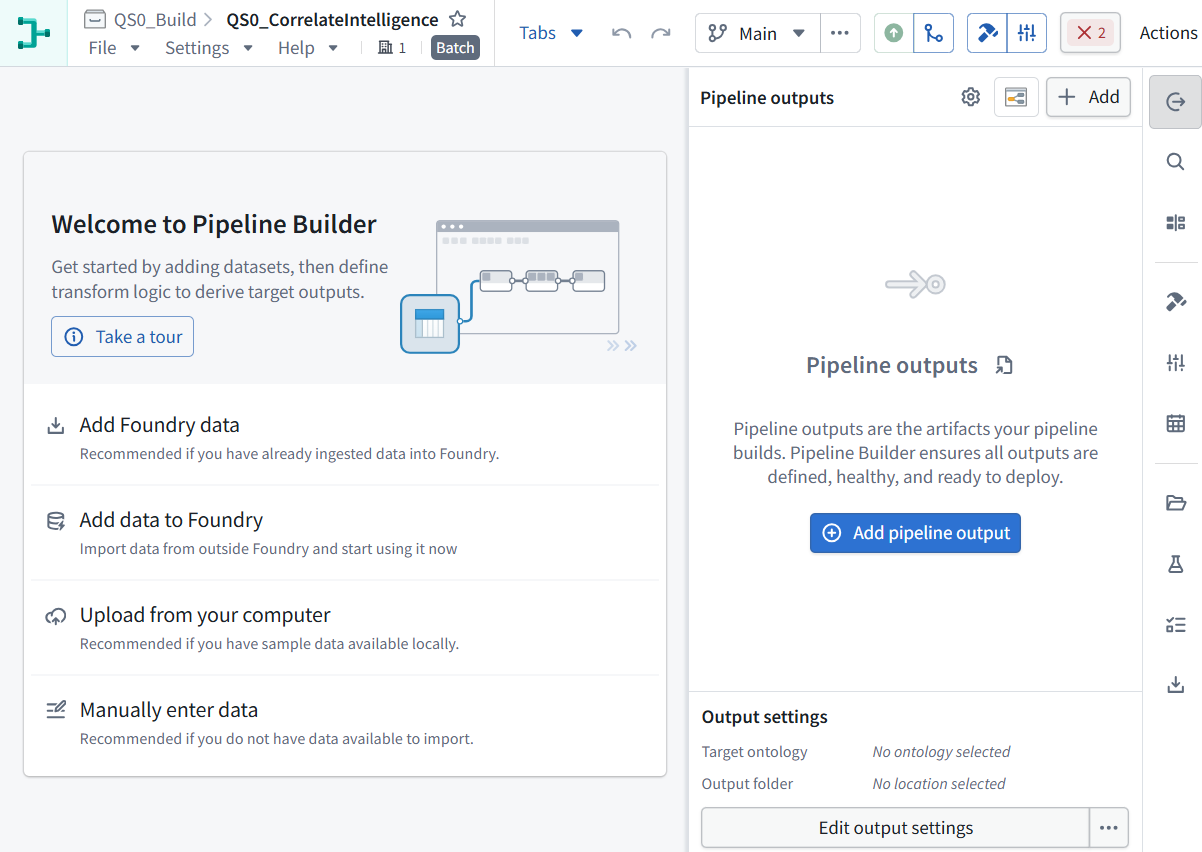 QS0_Build
QS0_CorrelateIntelligence
File
Settings
Help
1
Batch
Tabs
Main
2
Actions
Welcome to Pipeline Builder
Get started by adding datasets, then define
transform logic to derive target outputs.
Take a tour
Add Foundry data
Recommended if you have already ingested data into Foundry.
Add data to Foundry
Import data from outside Foundry and start using it now
Upload from your computer
Recommended if you have sample data available locally.
Manually enter data
Recommended if you do not have data available to import.
Pipeline outputs
Add
Pipeline outputs
Pipeline outputs are the artifacts your pipeline
builds. Pipeline Builder ensures all outputs are
defined, healthy, and ready to deploy.
Add pipeline output
Output settings
Target ontology No ontology selected
Output folder No location selected
Edit output settings